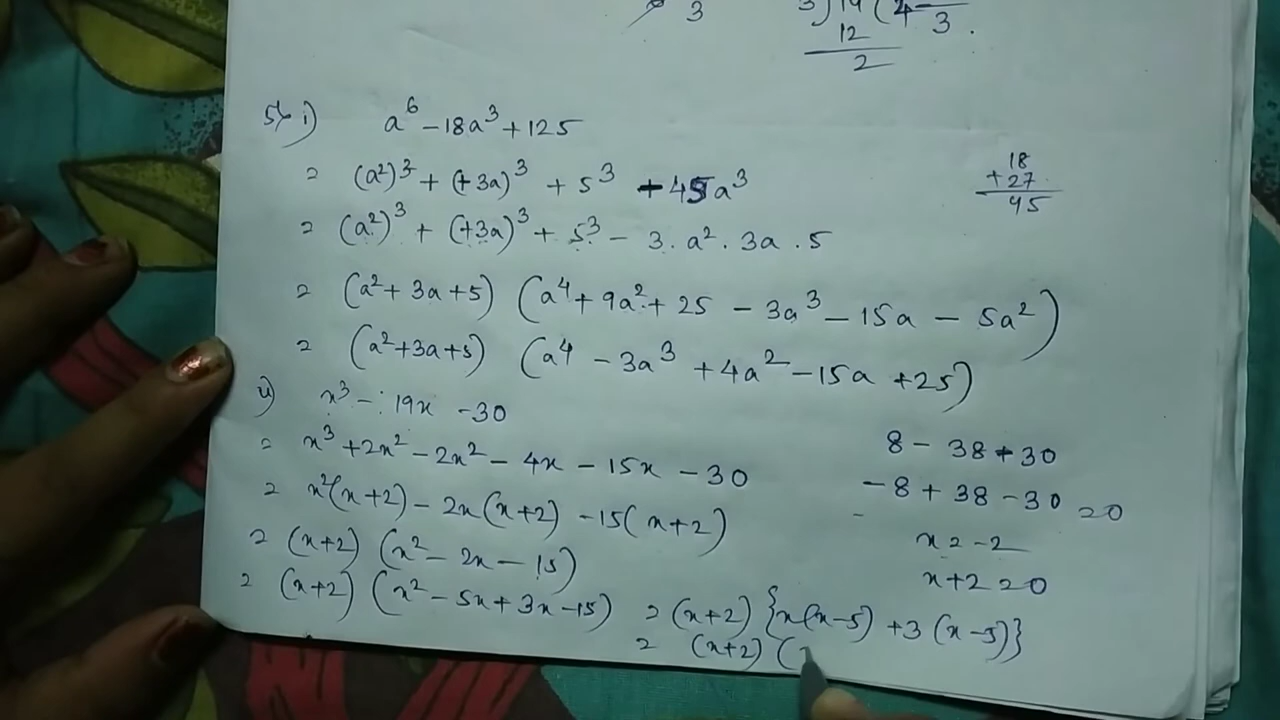 3
3) 19 ( 4
3 .
12
2
5) i) a⁶ - 18a³ + 125
= (a²)³ + (+3a)³ + 5³ - 45a³
18
+ 27
45
= (a²)³ + (+3a)³ + 5³ - 3. a². 3a . 5
= (a² + 3a + 5) (a⁴ + 9a² + 25 - 3a³ - 15a - 5a²)
= (a² + 3a + 5) (a⁴ - 3a³ + 4a² - 15a + 25)
ii) x³ - 19x - 30
= x³ + 2x² - 2x² - 4x - 15x - 30
= x²(x+2) - 2x(x+2) - 15(x+2)
= (x+2) (x² - 2x - 15)
= (x+2) (x² - 5x + 3x - 15) = (x+2) {x(x-5) + 3(x-5)}
= (x+2) (
8 - 38 + 30
- 8 + 38 - 30 = 0
x = -2
x + 2 = 0